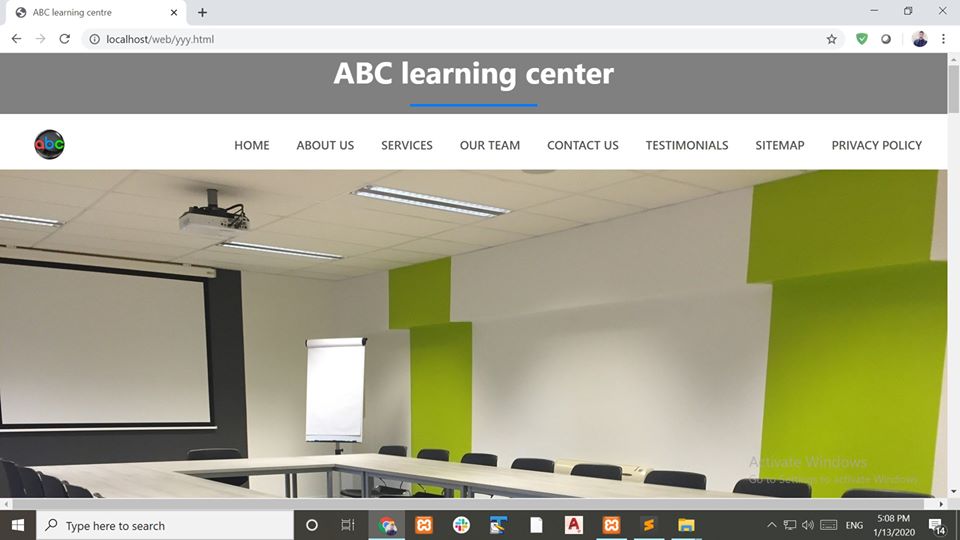 ABC learning centre
localhost/web/yyy.html
ABC learning center
abc
HOME ABOUT US SERVICES OUR TEAM CONTACT US TESTIMONIALS SITEMAP PRIVACY POLICY
Activate Windows
Go to Settings to activate Windows.
Type here to search
ENG
5:08 PM
1/13/2020
14